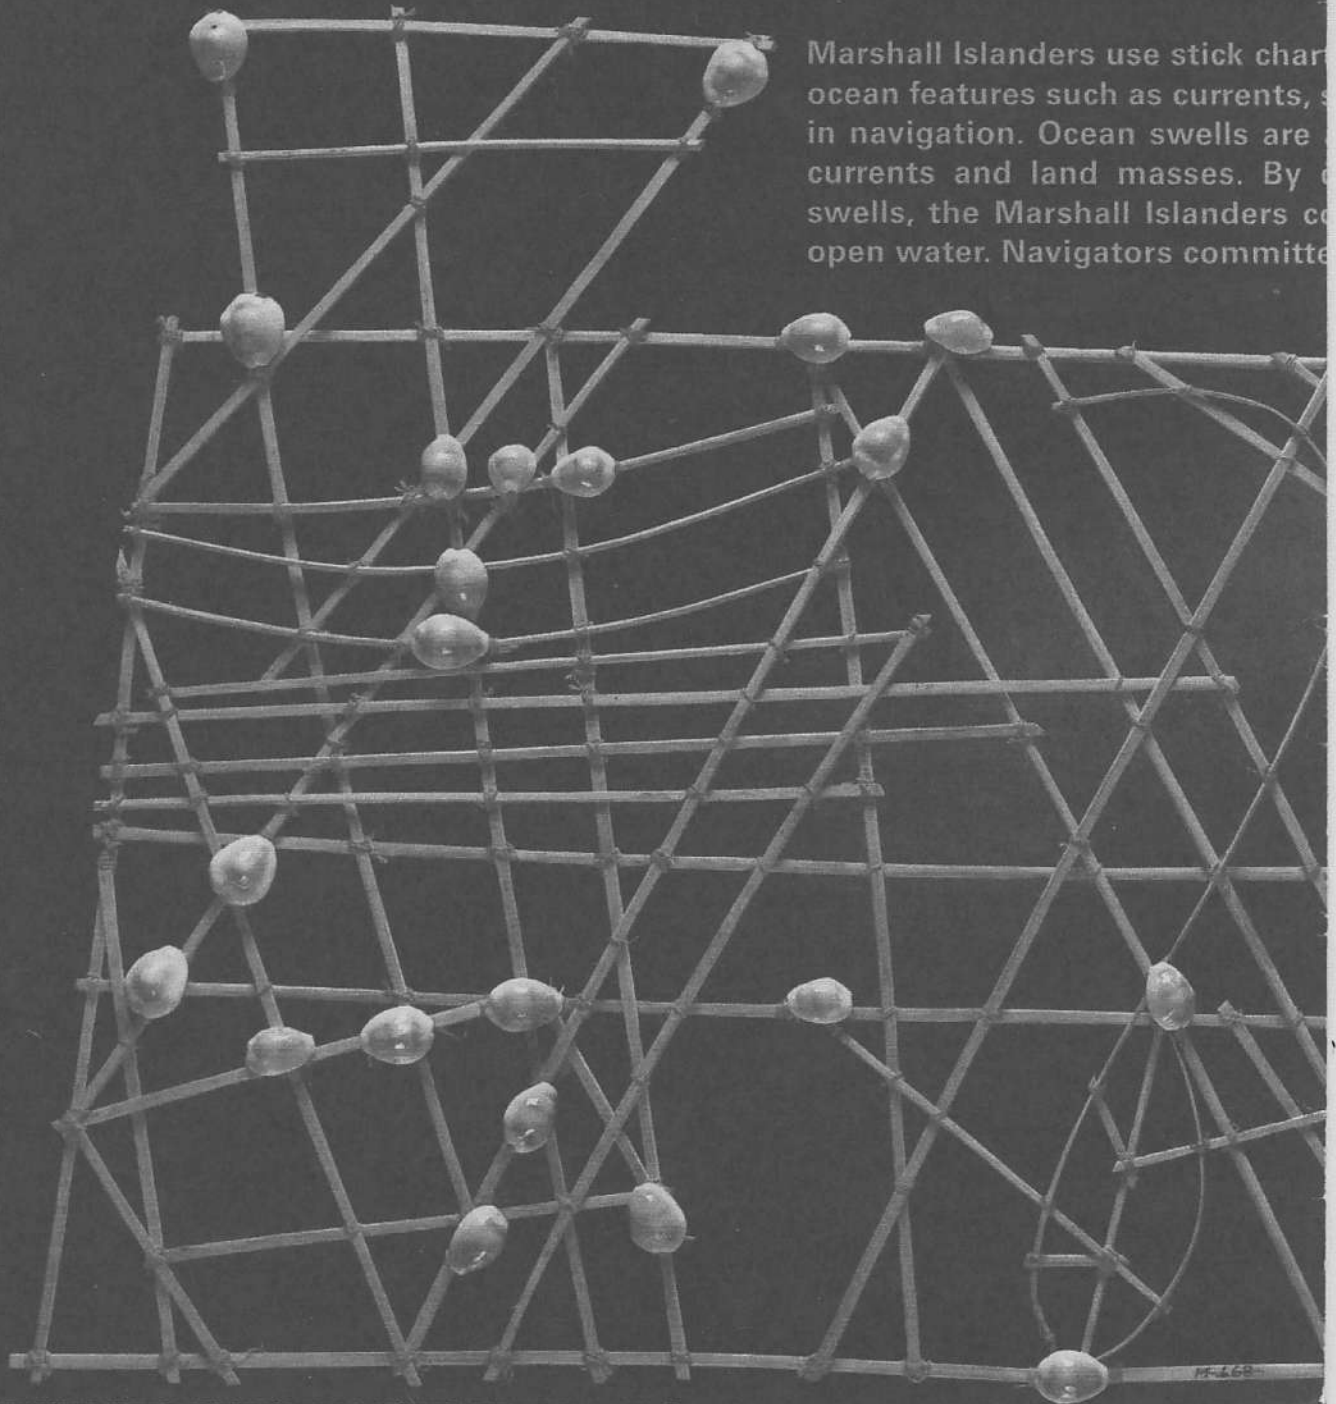 Marshall Islanders use stick
ocean features such as currents,
in navigation. Ocean swells are
currents and land masses. By
swells, the Marshall Islanders
open water. Navigators
M-668